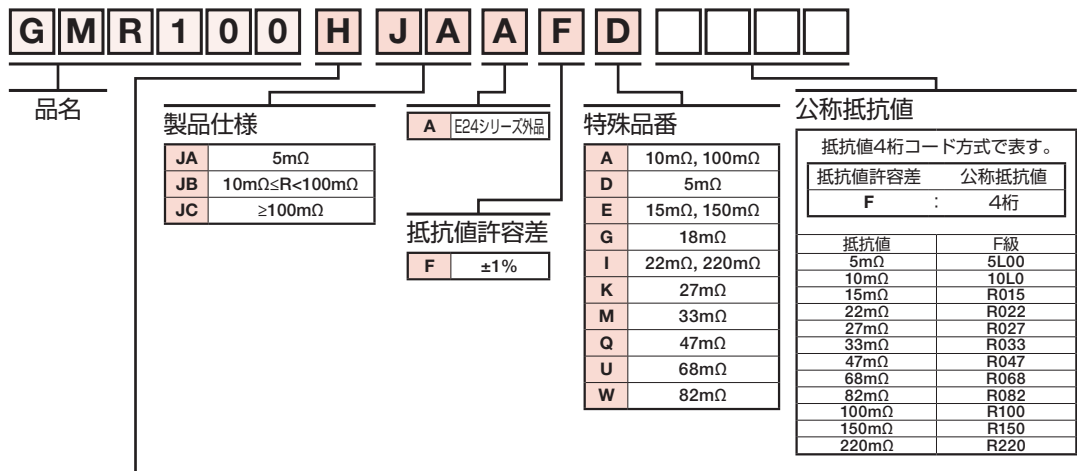 GMR100HJAAFD
品名
製品仕様
JA 5mΩ
JB 10mΩ≤R<100mΩ
JC ≥100mΩ
A E24シリーズ外品
抵抗値許容差
F ±1%
特殊品番
A 10mΩ, 100mΩ
D 5mΩ
E 15mΩ, 150mΩ
G 18mΩ
I 22mΩ, 220mΩ
K 27mΩ
M 33mΩ
Q 47mΩ
U 68mΩ
W 82mΩ
公称抵抗値
抵抗値4桁コード方式で表す。
抵抗値許容差 公称抵抗値
F : 4桁
抵抗値 F級
5mΩ 5L00
10mΩ 10L0
15mΩ R015
22mΩ R022
27mΩ R027
33mΩ R033
47mΩ R047
68mΩ R068
82mΩ R082
100mΩ R100
150mΩ R150
220mΩ R220